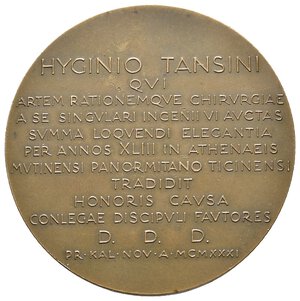 HYGINIO TANSINI
QVI
ARTEM RATIONEMQVE CHIRVRGIAE
A SE SINGVLARI INGENII VI AVCTAS
SVMMA LOQVENDI ELEGANTIA
PER ANNOS XLIII IN ATHENAEIS
MVTINENSI PANORMITANO TICINENSI
TRADIDIT
HONORIS CAVSA
CONLEGAE DISCIPVLI FAVTORES
D. D. D.
PR·KAL·NOV·A·MCMXXXI